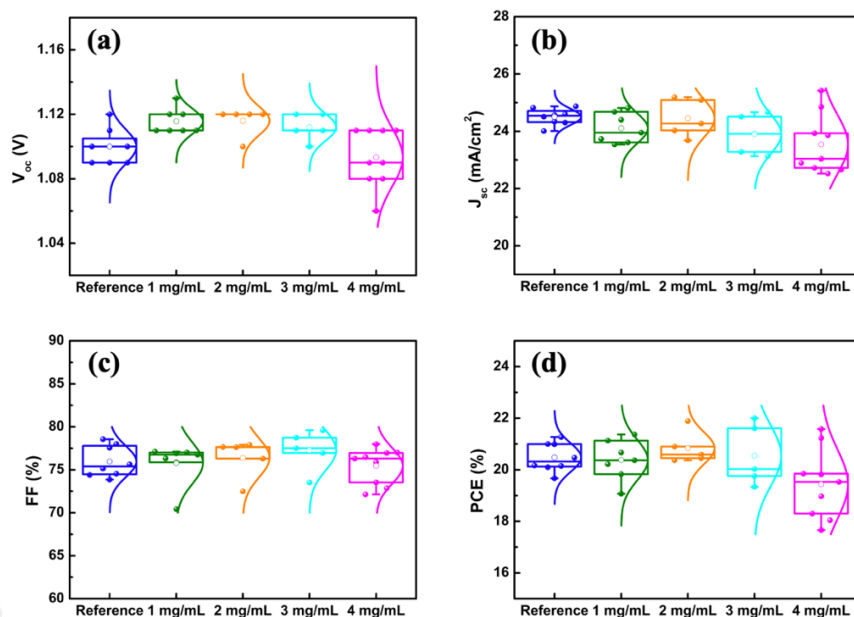 (a)
1.16
1.12
1.08
1.04
V_oc (V)
Reference 1 mg/mL 2 mg/mL 3 mg/mL 4 mg/mL
(b)
28
26
24
22
20
19
J_sc (mA/cm²)
Reference 1 mg/mL 2 mg/mL 3 mg/mL 4 mg/mL
(c)
90
85
80
75
70
65
60
FF (%)
Reference 1 mg/mL 2 mg/mL 3 mg/mL 4 mg/mL
(d)
24
22
20
18
16
PCE (%)
Reference 1 mg/mL 2 mg/mL 3 mg/mL 4 mg/mL